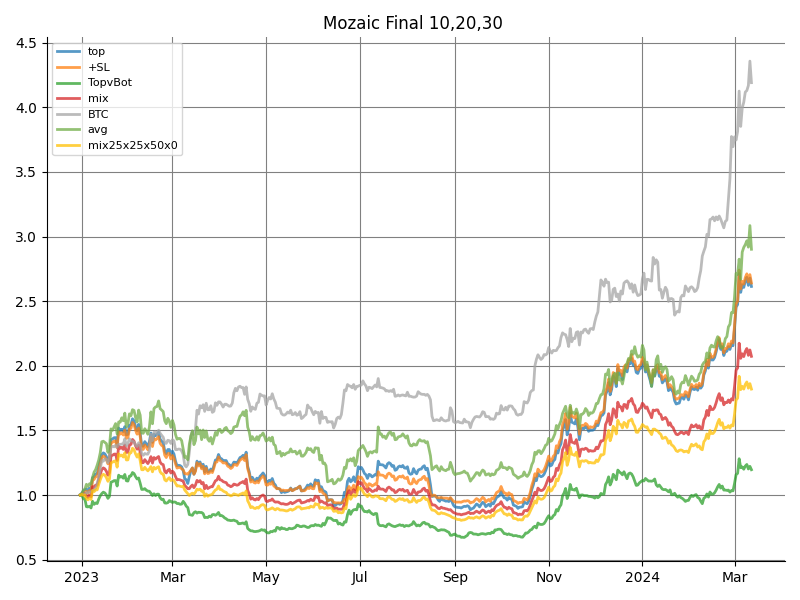 Mozaic Final 10,20,30
4.5
4.0
3.5
3.0
2.5
2.0
1.5
1.0
0.5
top
+SL
TopvBot
mix
BTC
avg
mix25x25x50x0
2023 Mar May Jul Sep Nov 2024 Mar